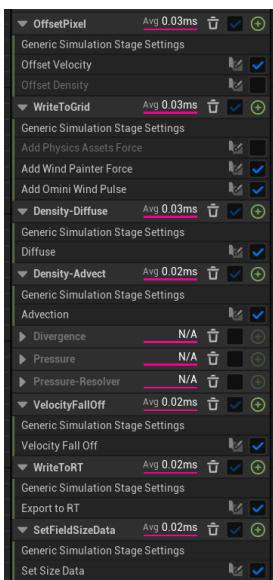 OffsetPixel Avg 0.03ms
Generic Simulation Stage Settings
Offset Velocity
Offset Density
WriteToGrid Avg 0.03ms
Generic Simulation Stage Settings
Add Physics Assets Force
Add Wind Painter Force
Add Omini Wind Pulse
Density-Diffuse Avg 0.03ms
Generic Simulation Stage Settings
Diffuse
Density-Advect Avg 0.02ms
Generic Simulation Stage Settings
Advection
Divergence N/A
Pressure N/A
Pressure-Resolver N/A
VelocityFallOff Avg 0.02ms
Generic Simulation Stage Settings
Velocity Fall Off
WriteToRT Avg 0.02ms
Generic Simulation Stage Settings
Export to RT
SetFieldSizeData Avg 0.02ms
Generic Simulation Stage Settings
Set Size Data